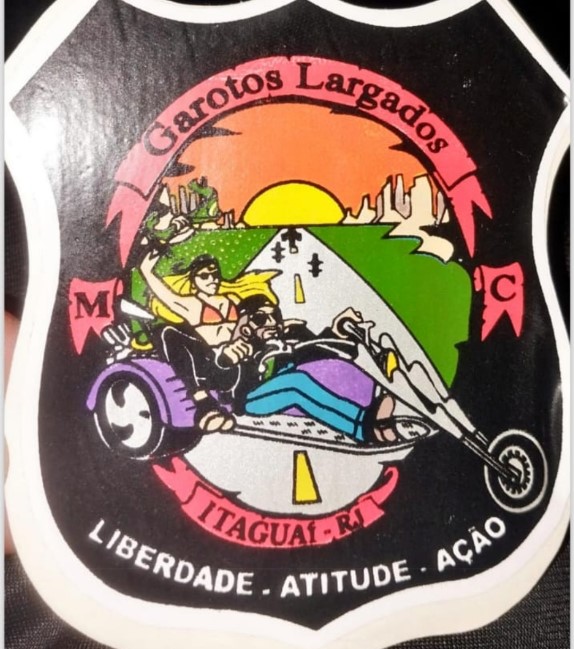 Garotos Largados
M C
ITAGUAÍ - RJ
LIBERDADE - ATITUDE - AÇÃO